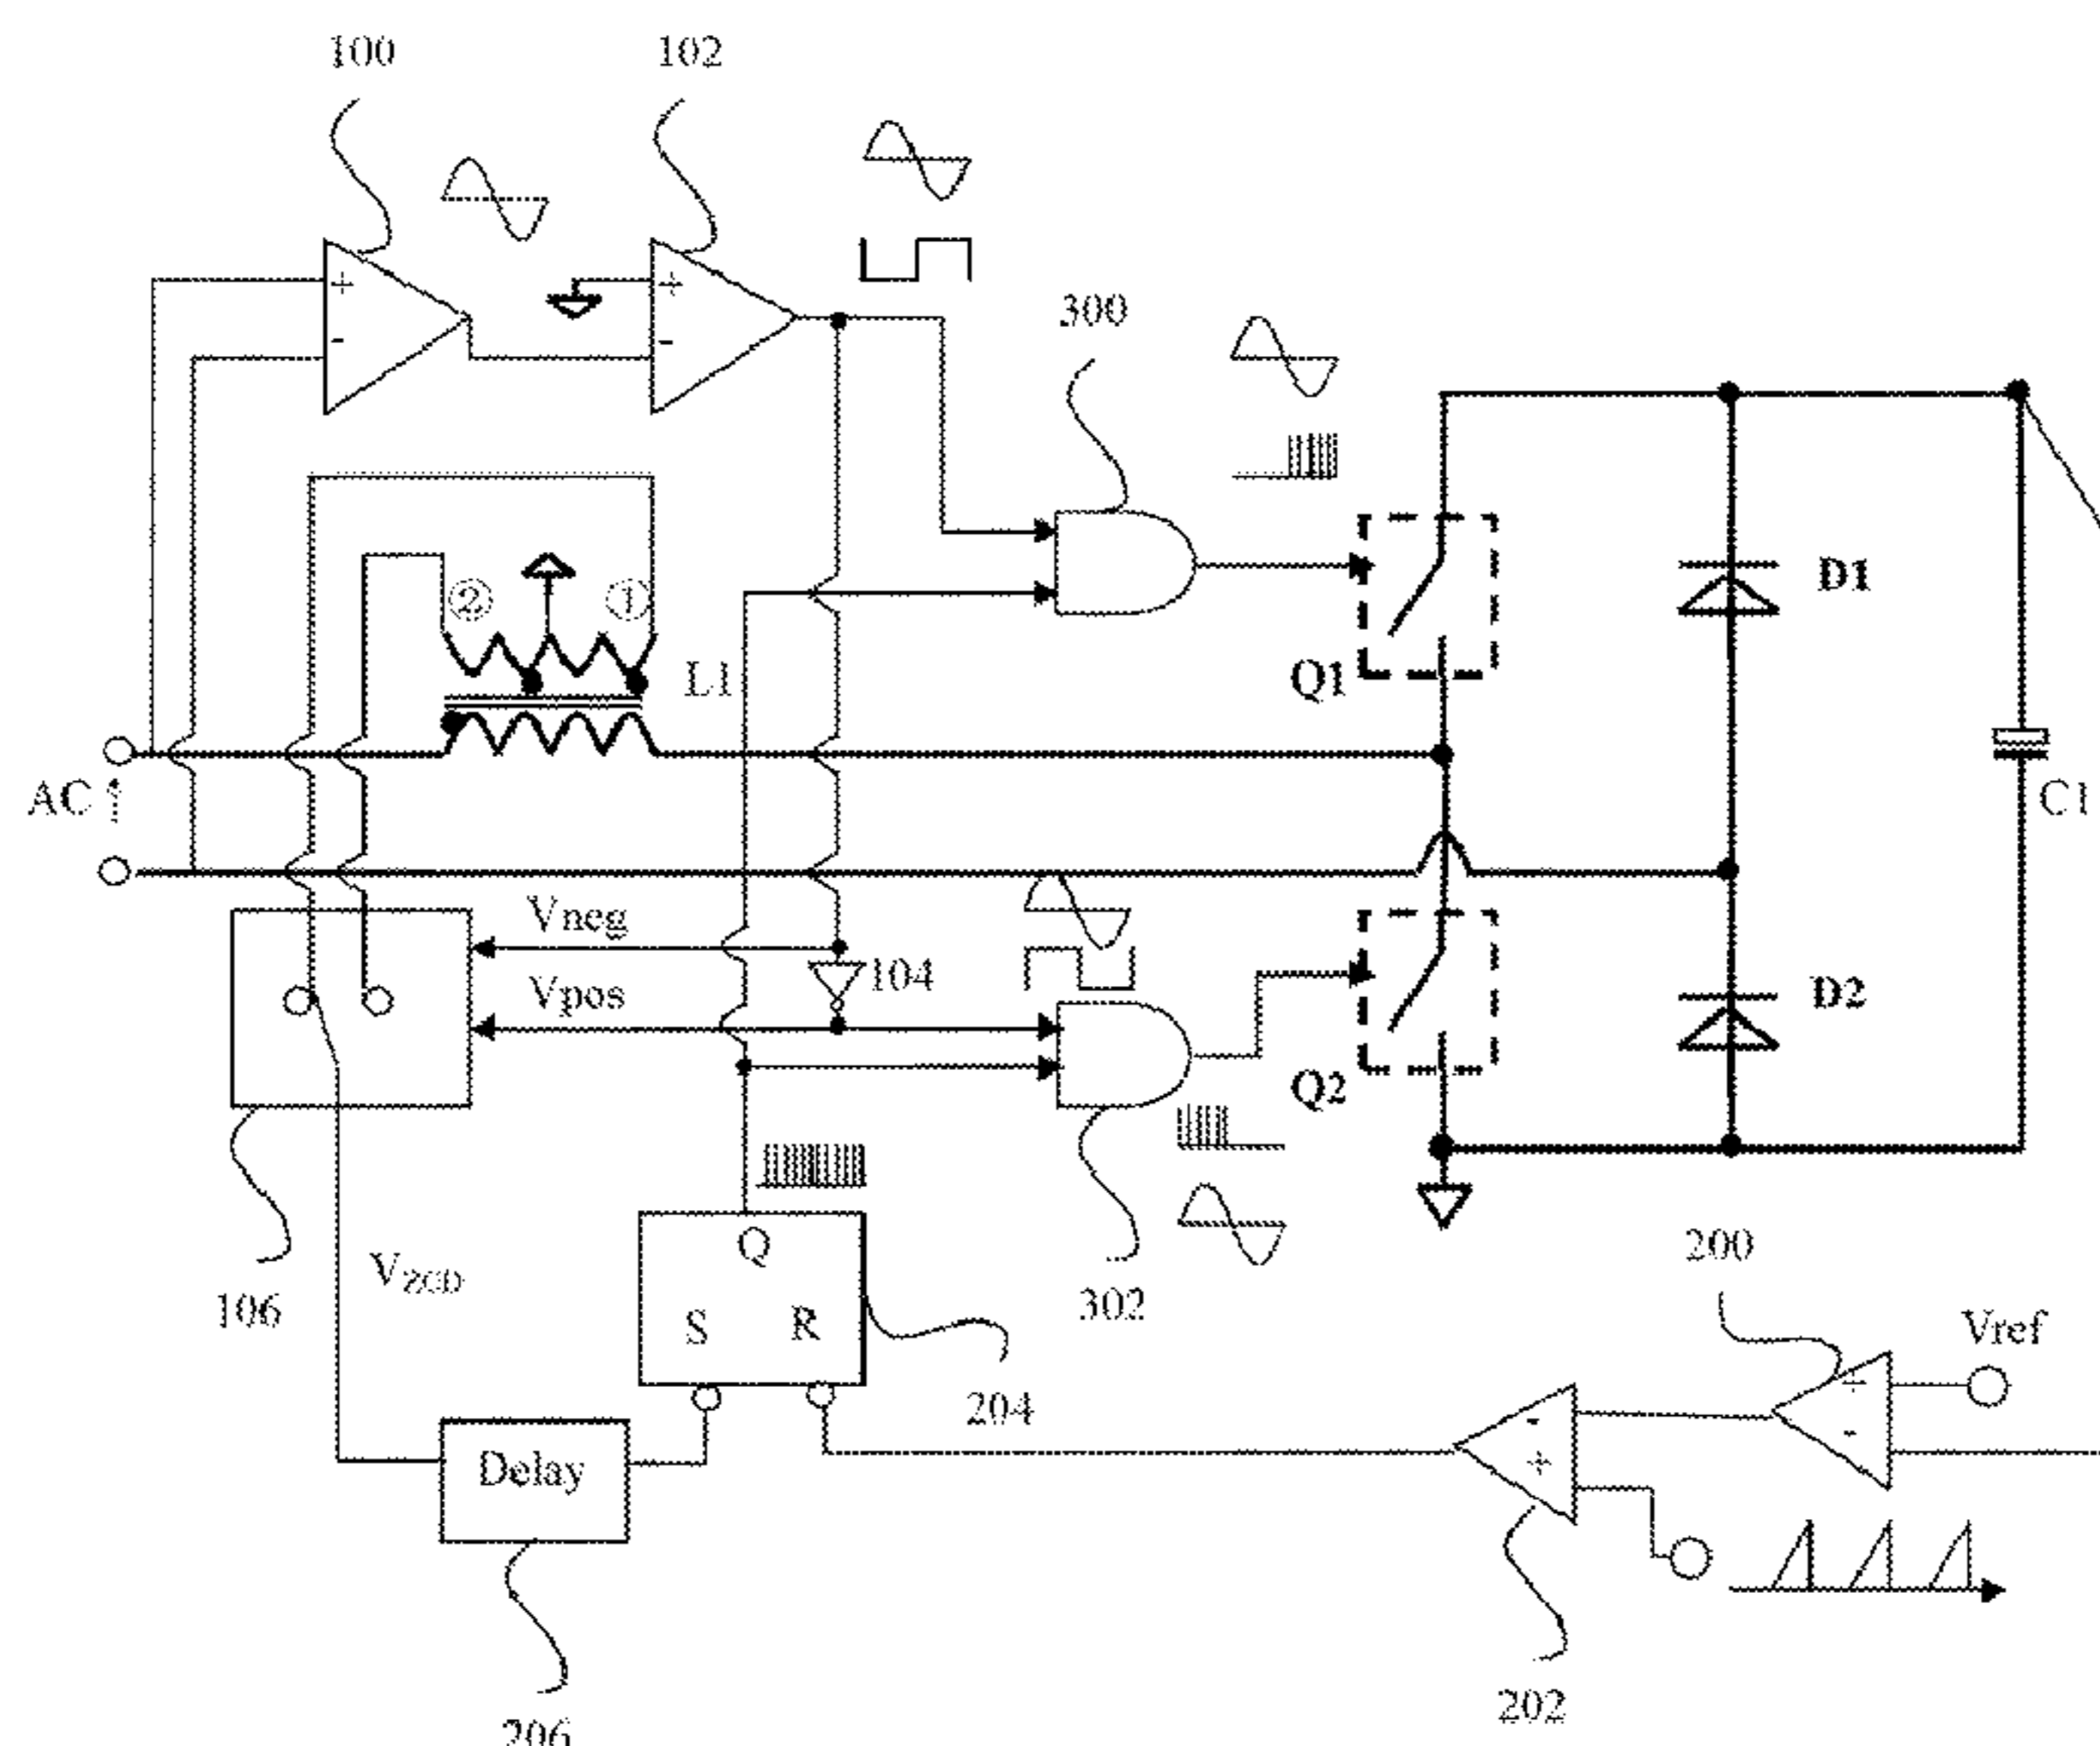 100
102
+
-
+
-
300
②
①
L1
Q1
D1
AC
C1
Vneg
Vpos
104
Q2
D2
VZCD
106
Q
S R
302
200
Vref
204
+
-
-
+
Delay
202
206